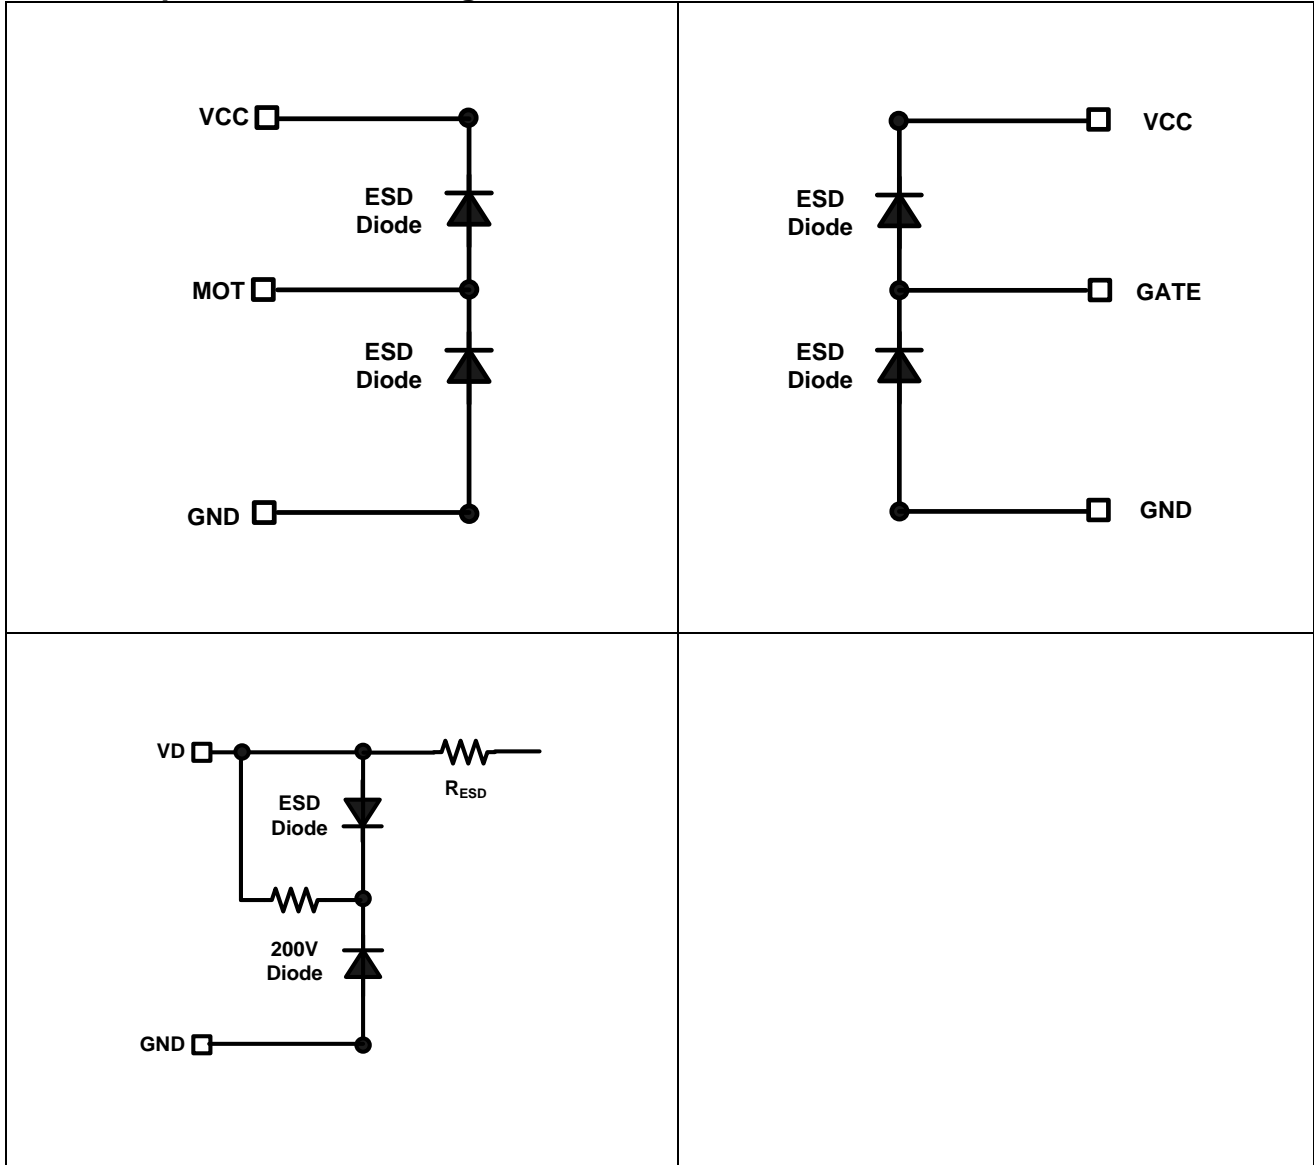 VCC
ESD
Diode
MOT
ESD
Diode
GND
VCC
ESD
Diode
GATE
ESD
Diode
GND
VD
RESD
ESD
Diode
200V
Diode
GND